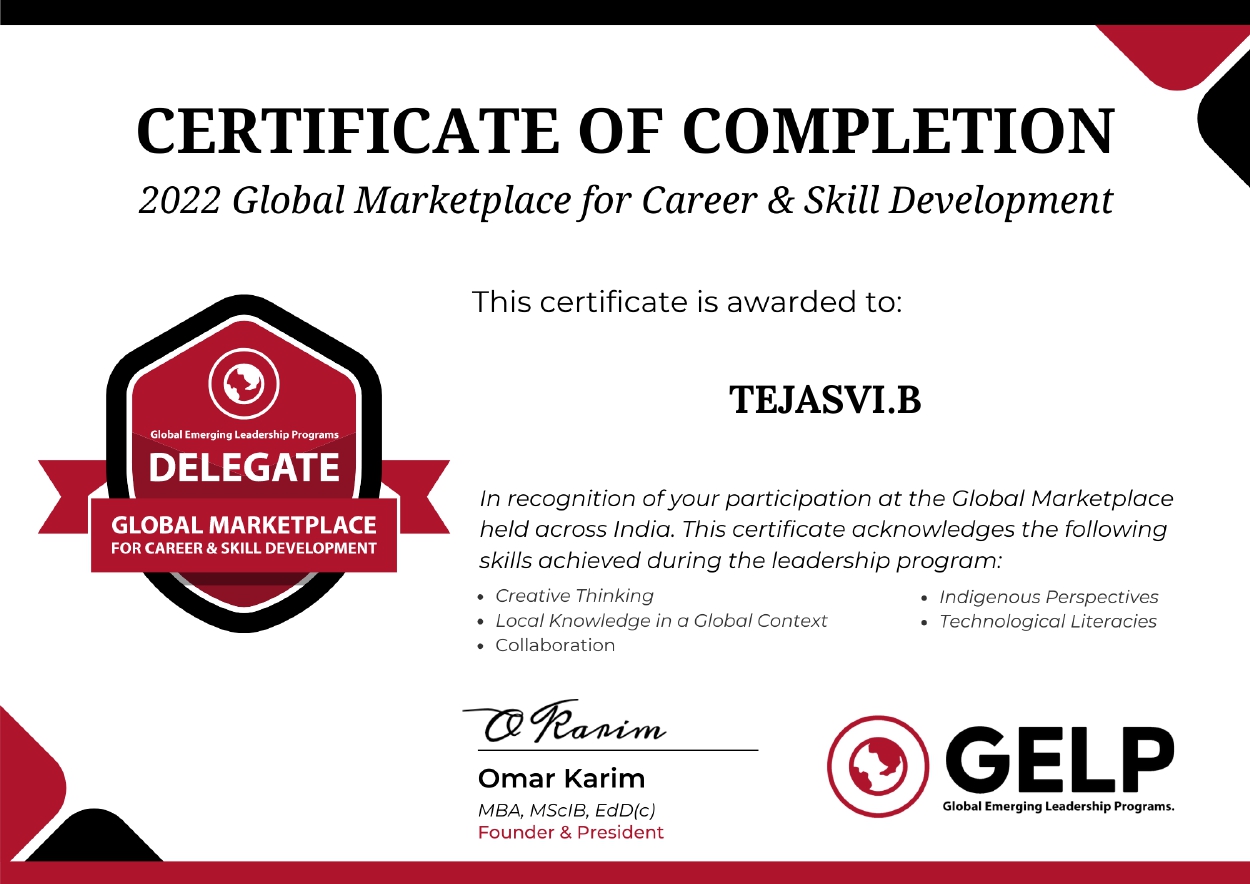 CERTIFICATE OF COMPLETION
2022 Global Marketplace for Career & Skill Development
This certificate is awarded to:
TEJASVI.B
Global Emerging Leadership Programs
DELEGATE
GLOBAL MARKETPLACE
FOR CAREER & SKILL DEVELOPMENT
In recognition of your participation at the Global Marketplace
held across India. This certificate acknowledges the following
skills achieved during the leadership program:
• Creative Thinking
• Local Knowledge in a Global Context
• Collaboration
• Indigenous Perspectives
• Technological Literacies
O Karim
Omar Karim
MBA, MScIB, EdD(c)
Founder & President
GELP
Global Emerging Leadership Programs.